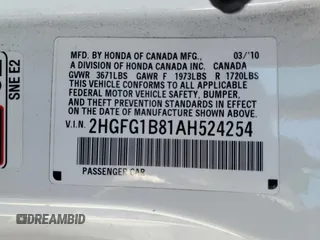 MFD. BY HONDA OF CANADA MFG., 03/'10
A DIVISION OF HONDA CANADA INC. CANADA
GVWR 3671LBS GAWR F 1973LBS R 1720LBS
THIS VEHICLE CONFORMS TO ALL APPLICABLE
FEDERAL MOTOR VEHICLE SAFETY, BUMPER,
AND THEFT PREVENTION STANDARDS IN EFFECT
ON THE DATE OF MANUFACTURE SHOWN ABOVE.
V.I.N. 2HGFG1B81AH524254
PASSENGER CAR
SNE E2
DREAMBID